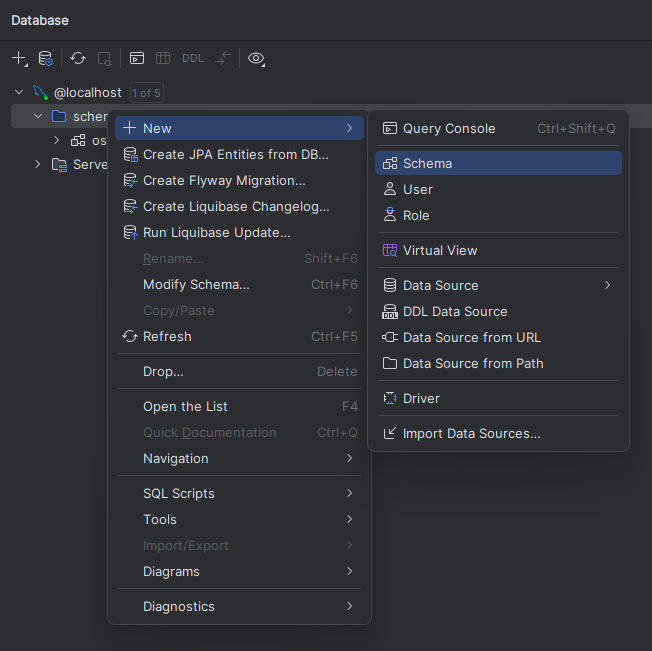 Database
DDL
@localhost 1 of 5
scher
os
Serve
New
Create JPA Entities from DB...
Create Flyway Migration...
Create Liquibase Changelog...
Run Liquibase Update...
Rename... Shift+F6
Modify Schema... Ctrl+F6
Copy/Paste
Refresh Ctrl+F5
Drop... Delete
Open the List F4
Quick Documentation Ctrl+Q
Navigation
SQL Scripts
Tools
Import/Export
Diagrams
Diagnostics
Query Console Ctrl+Shift+Q
Schema
User
Role
Virtual View
Data Source
DDL Data Source
Data Source from URL
Data Source from Path
Driver
Import Data Sources...